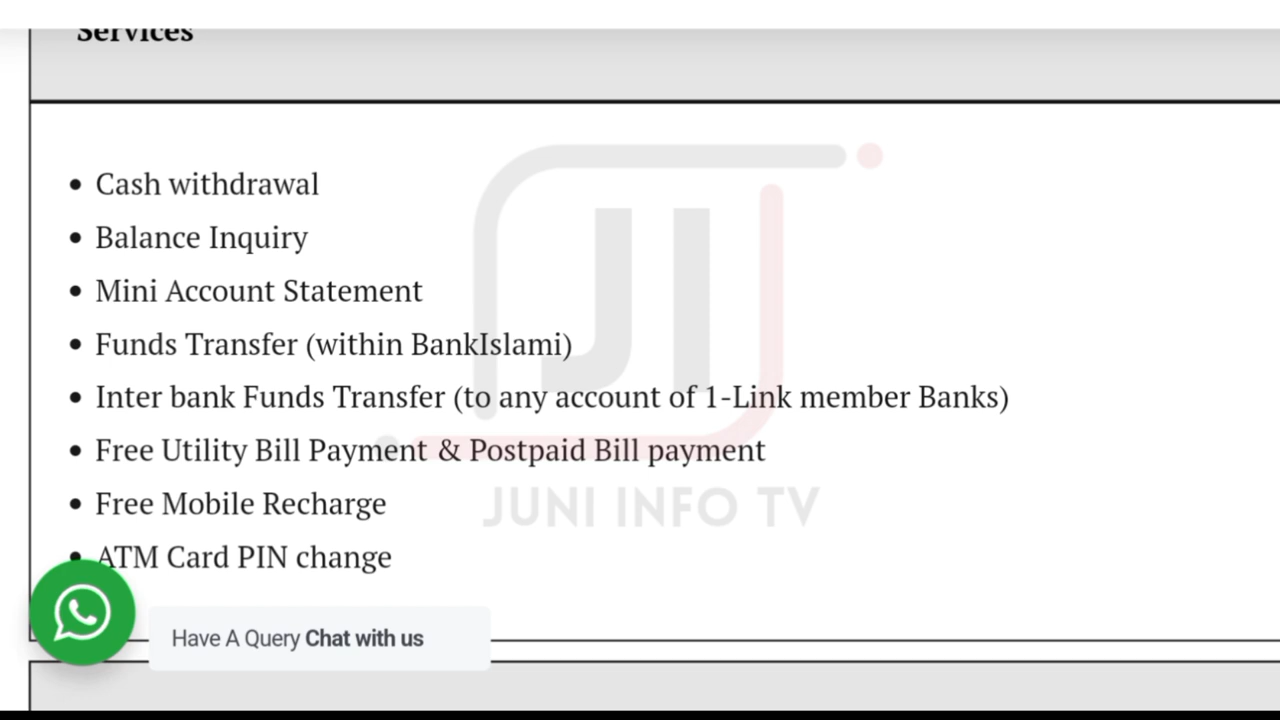 Services
• Cash withdrawal
• Balance Inquiry
• Mini Account Statement
• Funds Transfer (within BankIslami)
• Inter bank Funds Transfer (to any account of 1-Link member Banks)
• Free Utility Bill Payment & Postpaid Bill payment
• Free Mobile Recharge
• ATM Card PIN change
JI
JUNI INFO TV
Have A Query Chat with us